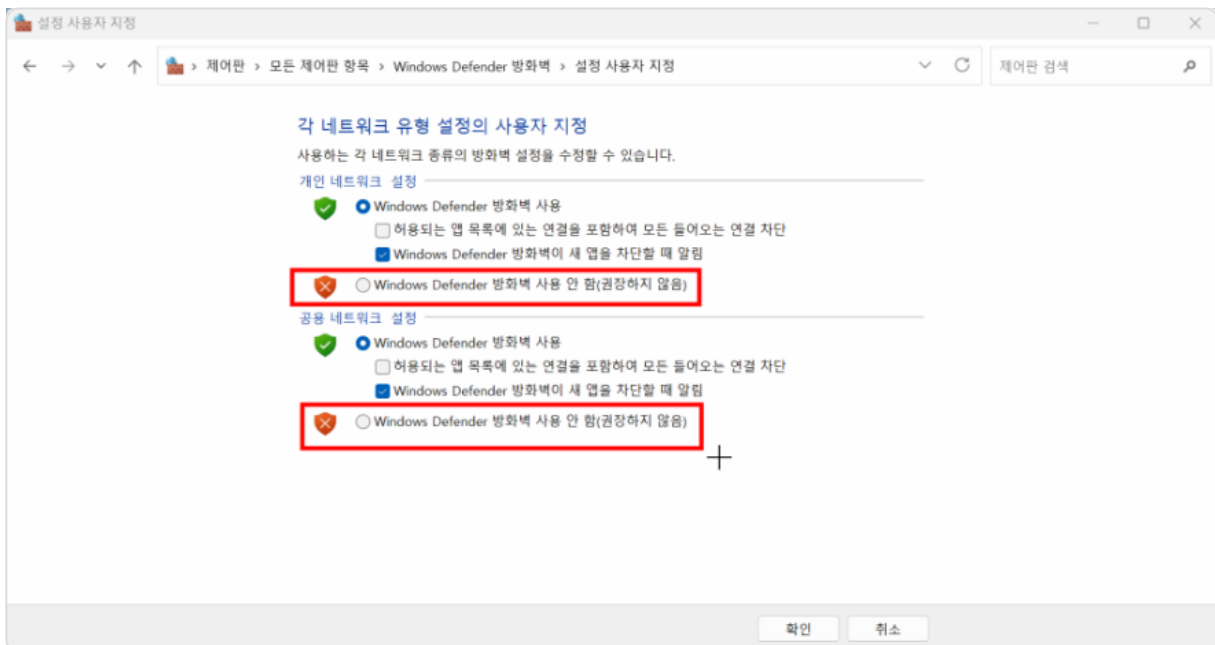 설정 사용자 지정
제어판 > 모든 제어판 항목 > Windows Defender 방화벽 > 설정 사용자 지정
제어판 검색
각 네트워크 유형 설정의 사용자 지정
사용하는 각 네트워크 종류의 방화벽 설정을 수정할 수 있습니다.
개인 네트워크 설정
Windows Defender 방화벽 사용
허용되는 앱 목록에 있는 연결을 포함하여 모든 들어오는 연결 차단
Windows Defender 방화벽이 새 앱을 차단할 때 알림
Windows Defender 방화벽 사용 안 함(권장하지 않음)
공용 네트워크 설정
Windows Defender 방화벽 사용
허용되는 앱 목록에 있는 연결을 포함하여 모든 들어오는 연결 차단
Windows Defender 방화벽이 새 앱을 차단할 때 알림
Windows Defender 방화벽 사용 안 함(권장하지 않음)
확인
취소